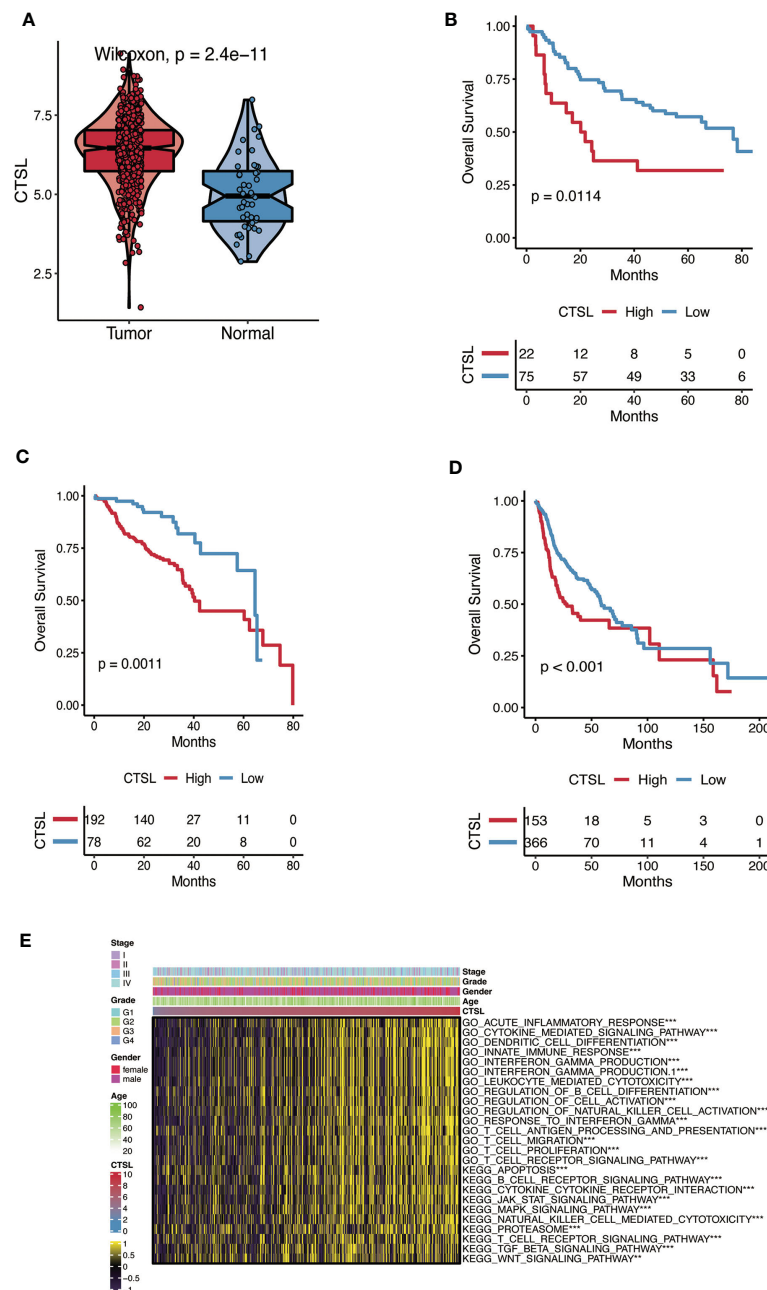 A
Wilcoxon, p = 2.4e−11
CTSL
7.5
5.0
2.5
Tumor Normal
B
Overall Survival
1.00
0.75
0.50
0.25
0.00
p = 0.0114
0 20 40 60 80
Months
CTSL High Low
CTSL
22 12 8 5 0
75 57 49 33 6
0 20 40 60 80
Months
C
Overall Survival
1.00
0.75
0.50
0.25
0.00
p = 0.0011
0 20 40 60 80
Months
CTSL High Low
CTSL
192 140 27 11 0
78 62 20 8 0
0 20 40 60 80
Months
D
Overall Survival
1.00
0.75
0.50
0.25
0.00
p < 0.001
0 50 100 150 200
Months
CTSL High Low
CTSL
153 18 5 3 0
366 70 11 4 1
0 50 100 150 200
Months
E
Stage
I
II
III
IV
Grade
G1
G2
G3
G4
Gender
female
male
Age
100
80
60
40
20
CTSL
10
8
6
4
2
0
1
0.5
0
−0.5
−1
Stage
Grade
Gender
Age
CTSL
GO_ACUTE_INFLAMMATORY_RESPONSE***
GO_CYTOKINE_MEDIATED_SIGNALING_PATHWAY***
GO_DENDRITIC_CELL_DIFFERENTIATION***
GO_INNATE_IMMUNE_RESPONSE***
GO_INTERFERON_GAMMA_PRODUCTION***
GO_INTERFERON_GAMMA_PRODUCTION.1***
GO_LEUKOCYTE_MEDIATED_CYTOTOXICITY***
GO_REGULATION_OF_B_CELL_DIFFERENTIATION***
GO_REGULATION_OF_CELL_ACTIVATION***
GO_REGULATION_OF_NATURAL_KILLER_CELL_ACTIVATION***
GO_RESPONSE_TO_INTERFERON_GAMMA***
GO_T_CELL_ANTIGEN_PROCESSING_AND_PRESENTATION***
GO_T_CELL_MIGRATION***
GO_T_CELL_PROLIFERATION***
GO_T_CELL_RECEPTOR_SIGNALING_PATHWAY***
KEGG_APOPTOSIS***
KEGG_B_CELL_RECEPTOR_SIGNALING_PATHWAY***
KEGG_CYTOKINE_CYTOKINE_RECEPTOR_INTERACTION***
KEGG_JAK_STAT_SIGNALING_PATHWAY***
KEGG_MAPK_SIGNALING_PATHWAY***
KEGG_NATURAL_KILLER_CELL_MEDIATED_CYTOTOXICITY***
KEGG_PROTEASOME***
KEGG_T_CELL_RECEPTOR_SIGNALING_PATHWAY***
KEGG_TGF_BETA_SIGNALING_PATHWAY***
KEGG_WNT_SIGNALING_PATHWAY**